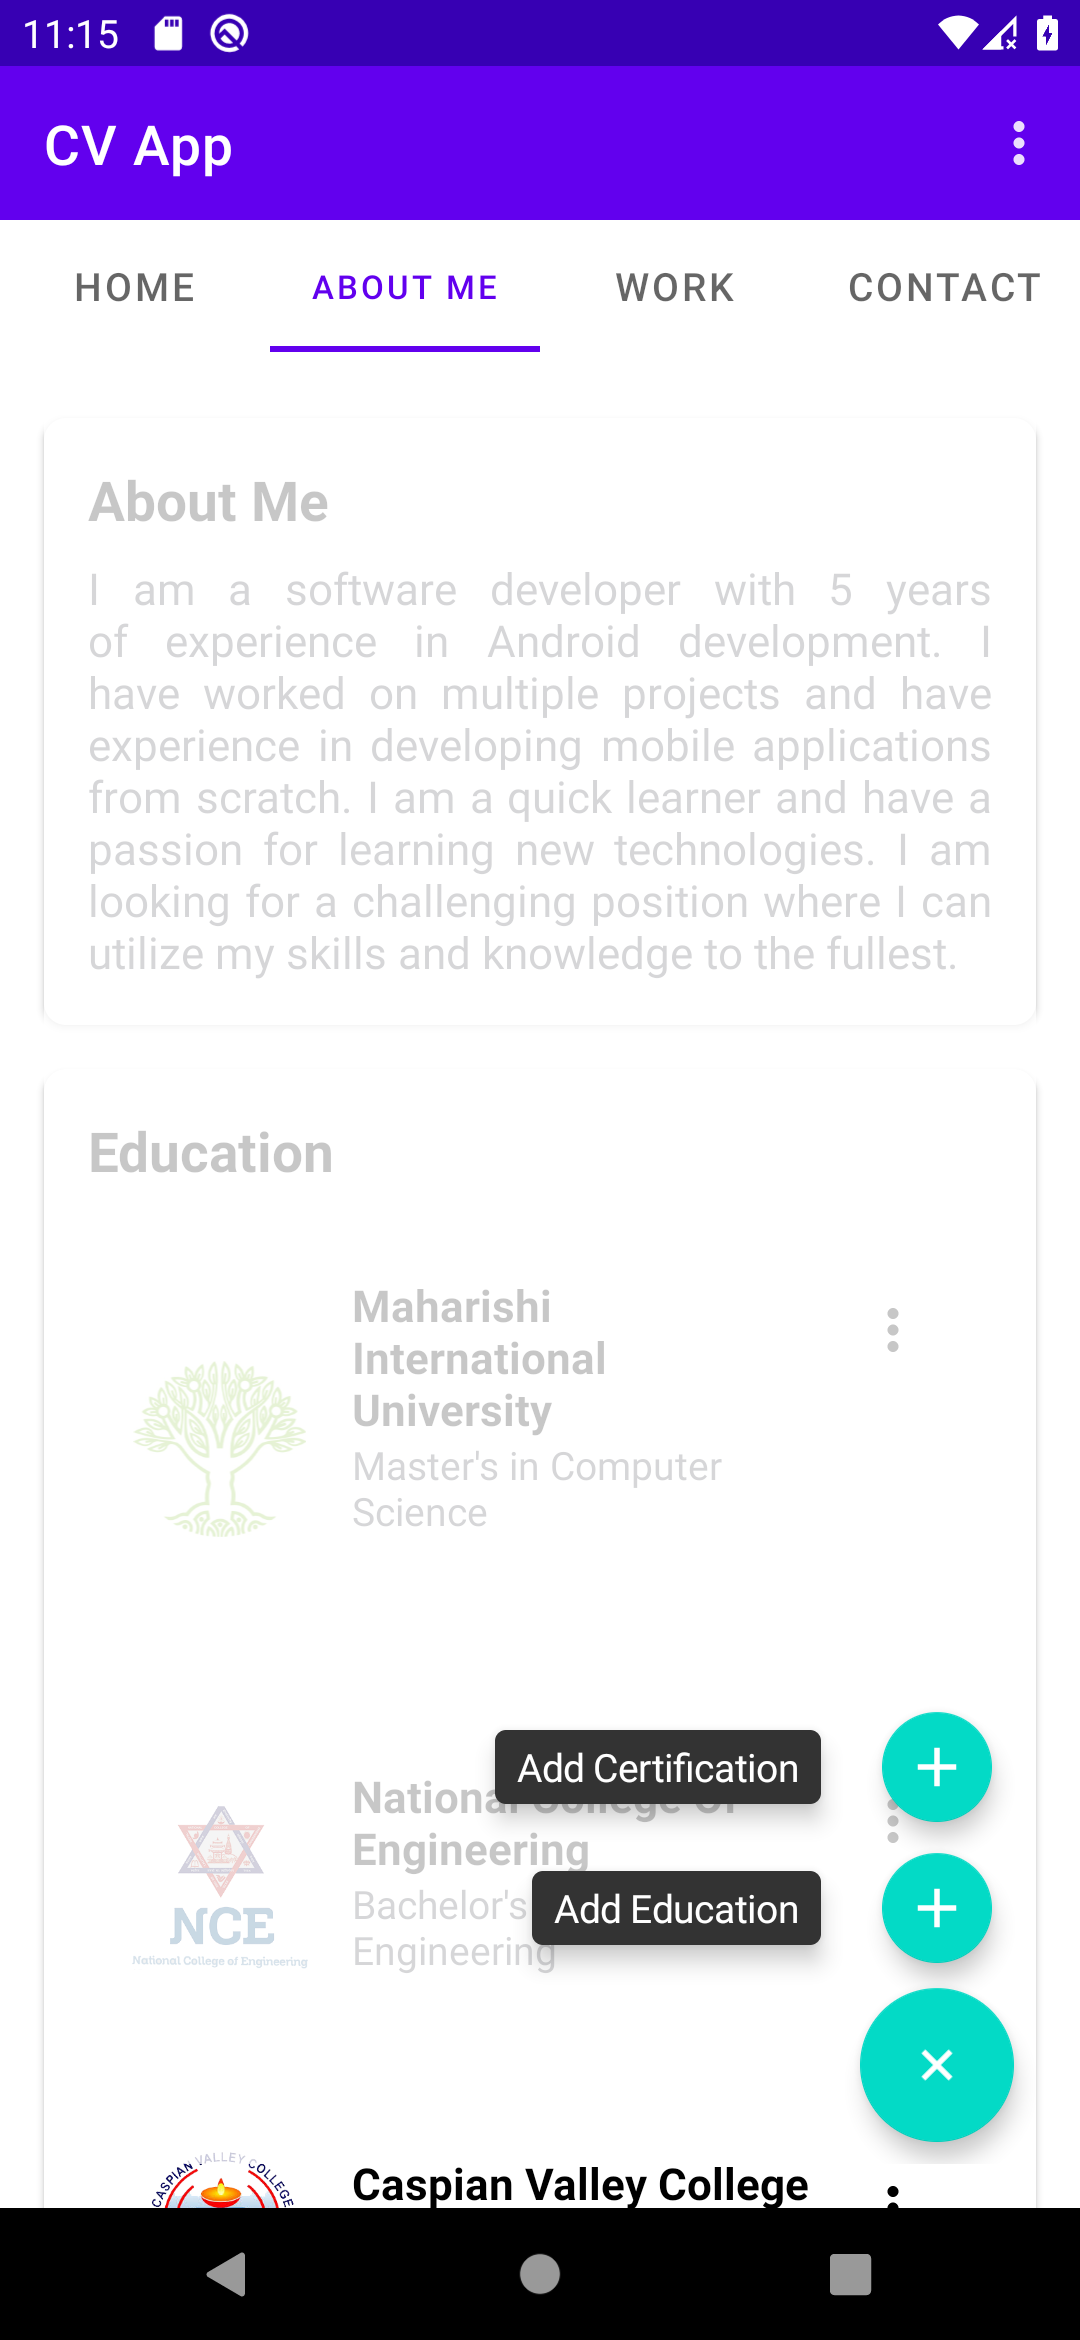 11:15
CV App
HOME
ABOUT ME
WORK
CONTACT
About Me
I am a software developer with 5 years
of experience in Android development. I
have worked on multiple projects and have
experience in developing mobile applications
from scratch. I am a quick learner and have a
passion for learning new technologies. I am
looking for a challenging position where I can
utilize my skills and knowledge to the fullest.
Education
Maharishi
International
University
Master's in Computer
Science
Add Certification
National College Of
Engineering
Bachelor's
Engineering
Add Education
NCE
National College of Engineering
CASPIAN VALLEY COLLEGE
Caspian Valley College